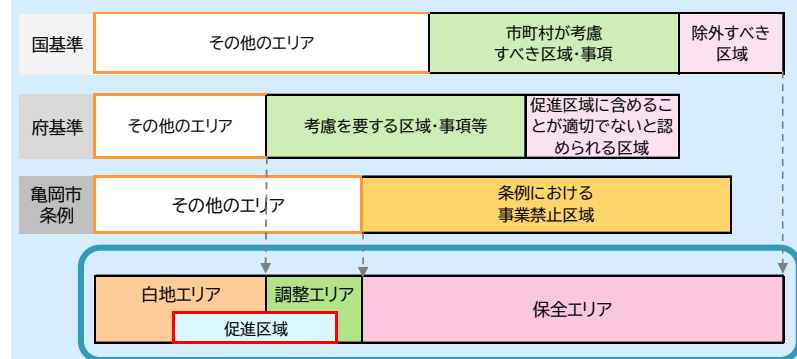 国基準
その他のエリア
市町村が考慮
すべき区域・事項
除外すべき
区域
府基準
その他のエリア
考慮を要する区域・事項等
促進区域に含めるこ
とが適切でないと認
められる区域
亀岡市
条例
その他のエリア
条例における
事業禁止区域
白地エリア
調整エリア
保全エリア
促進区域